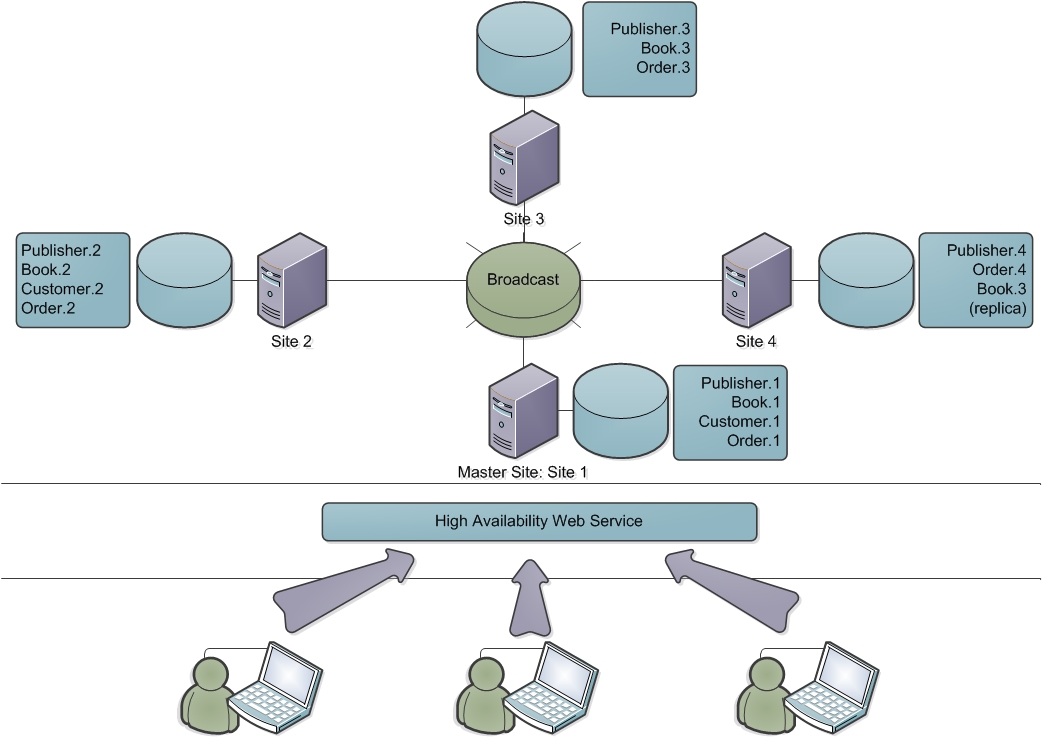 Publisher.3
Book.3
Order.3
Site 3
Publisher.2
Book.2
Customer.2
Order.2
Site 2
Broadcast
Publisher.4
Order.4
Book.3
(replica)
Site 4
Publisher.1
Book.1
Customer.1
Order.1
Master Site: Site 1
High Availability Web Service